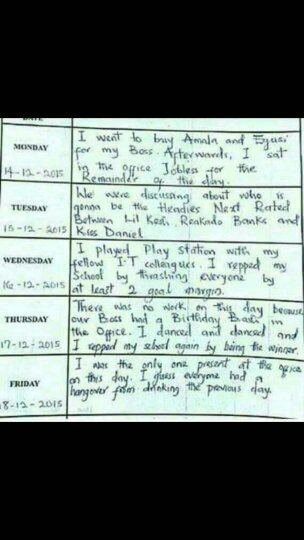 DATE
MONDAY
14-12-2015
I went to buy Amala and Egusi
for my Boss. Afterwards, I sat
in the office Jobless for the
Remainder of the day.
TUESDAY
15-12-2015
We were discussing about who is
gonna be the Headies Next Rated
Between Lil Kesh, Reekado Banks and
Kiss Daniel
WEDNESDAY
16-12-2015
I played Play station with my
fellow I.T colleagues. I repped my
School by thrashing everyone by
at least 2 goal margin.
THURSDAY
17-12-2015
There was no work on this day because
our Boss had a Birthday Bash in
the Office. I danced and danced and
I repped my school again by being the winner.
FRIDAY
18-12-2015
I was the only one present at the office
on this day. I guess everyone had a
hangover from drinking the previous day.